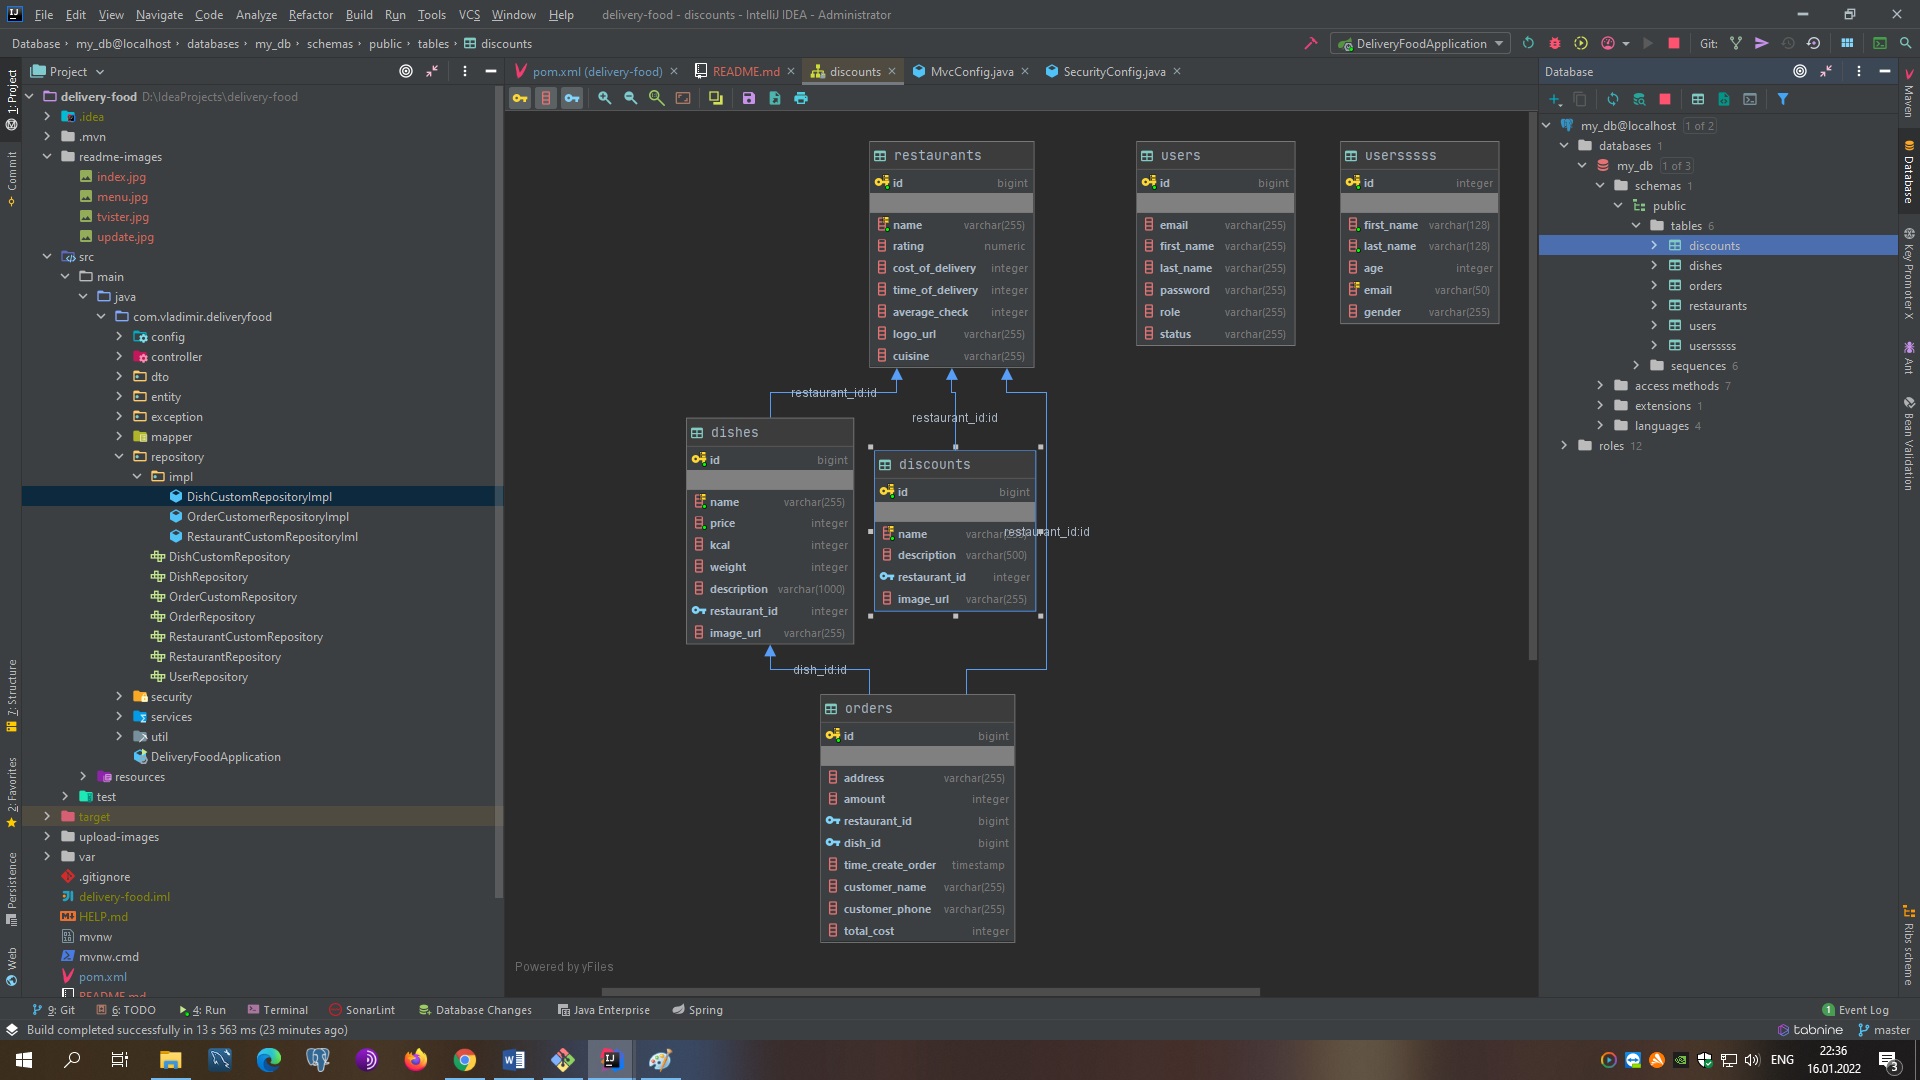 File Edit View Navigate Code Analyze Refactor Build Run Tools VCS Window Help delivery-food - discounts - IntelliJ IDEA - Administrator
Database my_db@localhost databases my_db schemas public tables discounts
DeliveryFoodApplication Git:
Project
pom.xml (delivery-food) README.md discounts MvcConfig.java SecurityConfig.java
Database
1: Project
Commit
7: Structure
2: Favorites
Persistence
Web
delivery-food D:\IdeaProjects\delivery-food
.idea
.mvn
readme-images
index.jpg
menu.jpg
tvister.jpg
update.jpg
src
main
java
com.vladimir.deliveryfood
config
controller
dto
entity
exception
mapper
repository
impl
DishCustomRepositoryImpl
OrderCustomerRepositoryImpl
RestaurantCustomRepositoryIml
DishCustomRepository
DishRepository
OrderCustomRepository
OrderRepository
RestaurantCustomRepository
RestaurantRepository
UserRepository
security
services
util
DeliveryFoodApplication
resources
test
target
upload-images
var
.gitignore
delivery-food.iml
HELP.md
mvnw
mvnw.cmd
pom.xml
README.md
restaurants
id bigint
name varchar(255)
rating numeric
cost_of_delivery integer
time_of_delivery integer
average_check integer
logo_url varchar(255)
cuisine varchar(255)
users
id bigint
email varchar(255)
first_name varchar(255)
last_name varchar(255)
password varchar(255)
role varchar(255)
status varchar(255)
usersssss
id integer
first_name varchar(128)
last_name varchar(128)
age integer
email varchar(50)
gender varchar(255)
restaurant_id:id
restaurant_id:id
dishes
id bigint
name varchar(255)
price integer
kcal integer
weight integer
description varchar(1000)
restaurant_id integer
image_url varchar(255)
discounts
id bigint
name
restaurant_id:id
description varchar(500)
restaurant_id integer
image_url varchar(255)
dish_id:id
orders
id bigint
address varchar(255)
amount integer
restaurant_id bigint
dish_id bigint
time_create_order timestamp
customer_name varchar(255)
customer_phone varchar(255)
total_cost integer
Powered by yFiles
my_db@localhost 1 of 2
databases 1
my_db 1 of 3
schemas 1
public
tables 6
discounts
dishes
orders
restaurants
users
usersssss
sequences 6
access methods 7
extensions 1
languages 4
roles 12
Maven
Database
Key Promoter X
Ant
Bean Validation
Ribs scheme
9: Git 6: TODO 4: Run Terminal SonarLint Database Changes Java Enterprise Spring 1 Event Log
Build completed successfully in 13 s 563 ms (23 minutes ago) tabnine master
ENG 22:36
16.01.2022 3